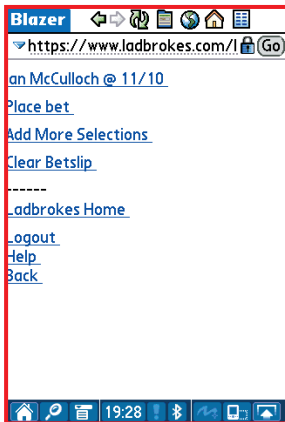 Blazer
https://www.ladbrokes.com/l Go
Ian McCulloch @ 11/10
Place bet
Add More Selections
Clear Betslip
------
Ladbrokes Home
Logout
Help
Back
19:28